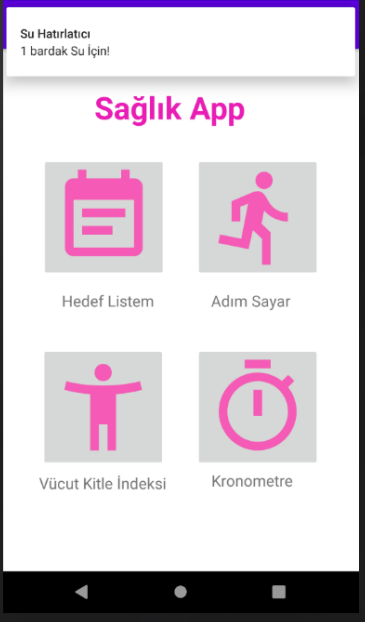 Su Hatırlatıcı
1 bardak Su İçin!
Sağlık App
Hedef Listem
Adım Sayar
Vücut Kitle İndeksi
Kronometre